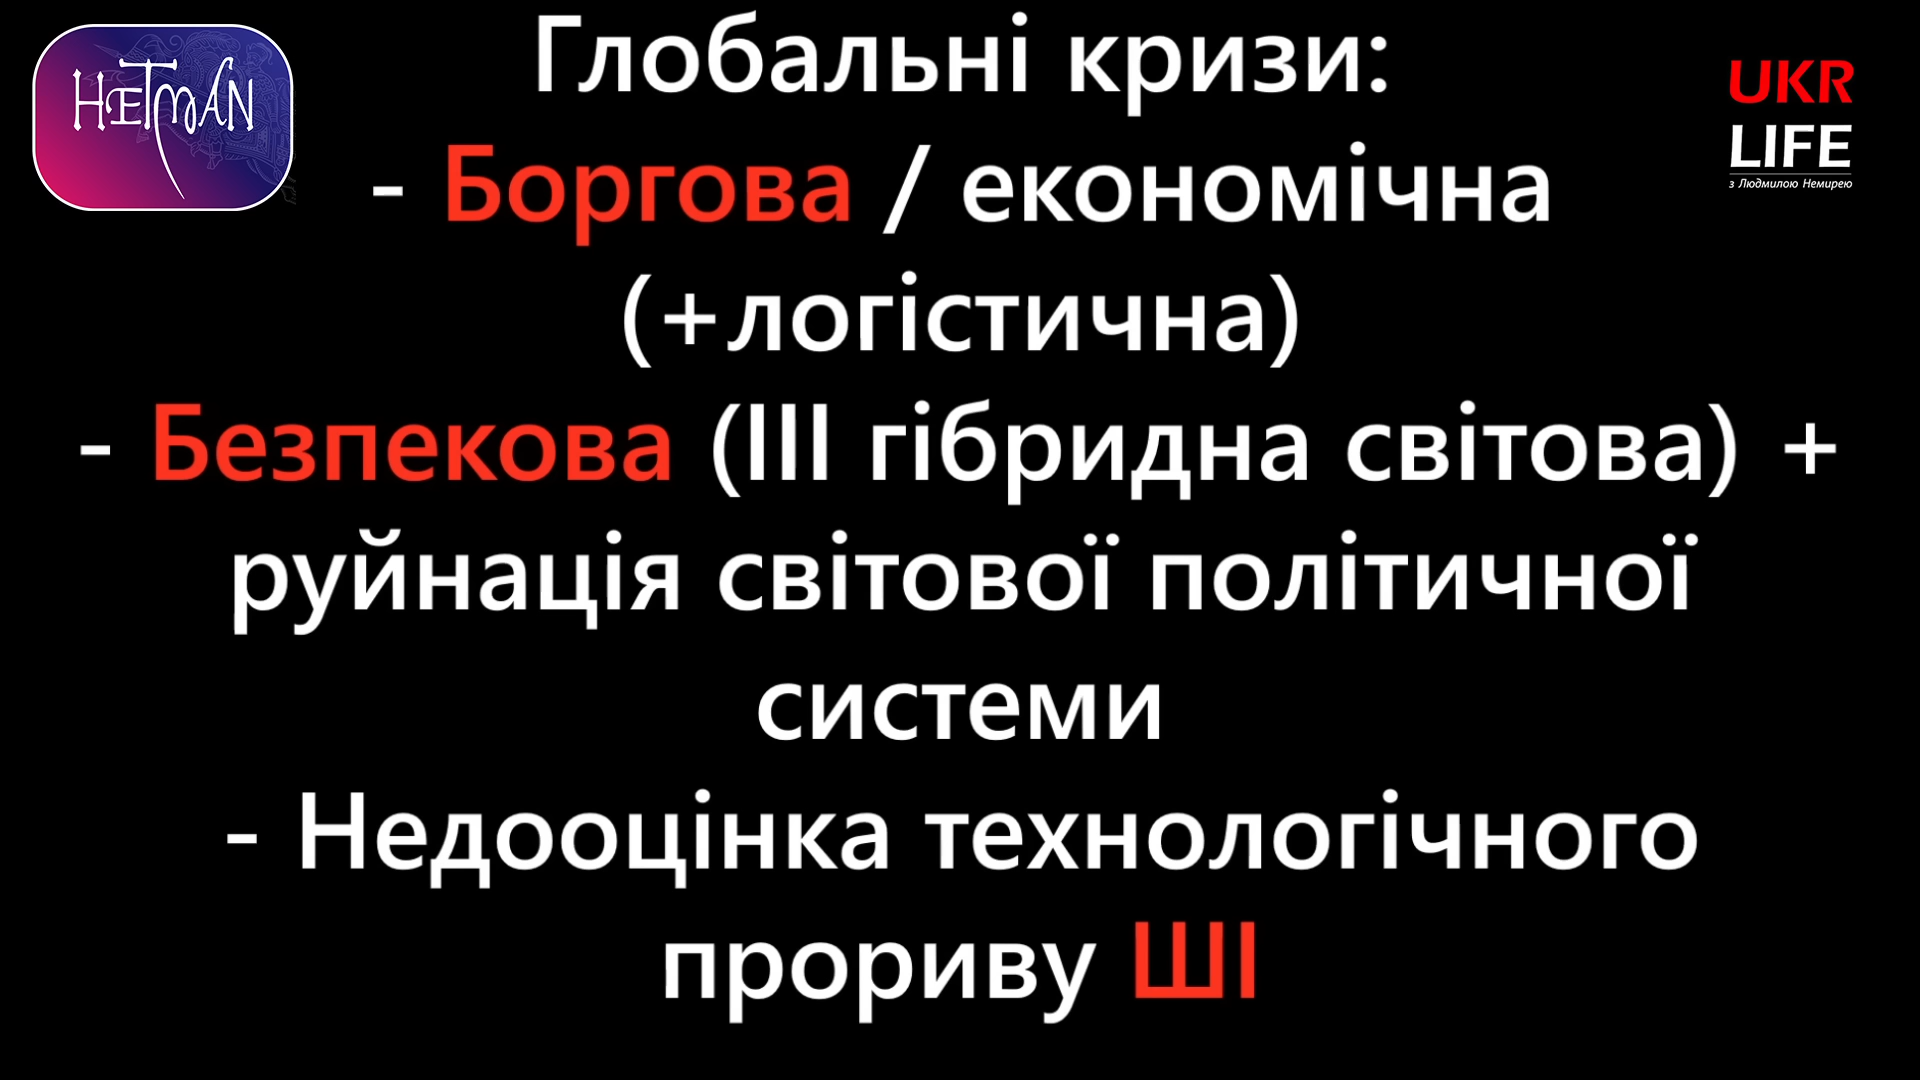 HETMAN
Глобальні кризи:
UKR
LIFE
з Людмилою Немирею
- Боргова / економічна
(+логістична)
- Безпекова (ІІІ гібридна світова) +
руйнація світової політичної
системи
- Недооцінка технологічного
прориву ШІ